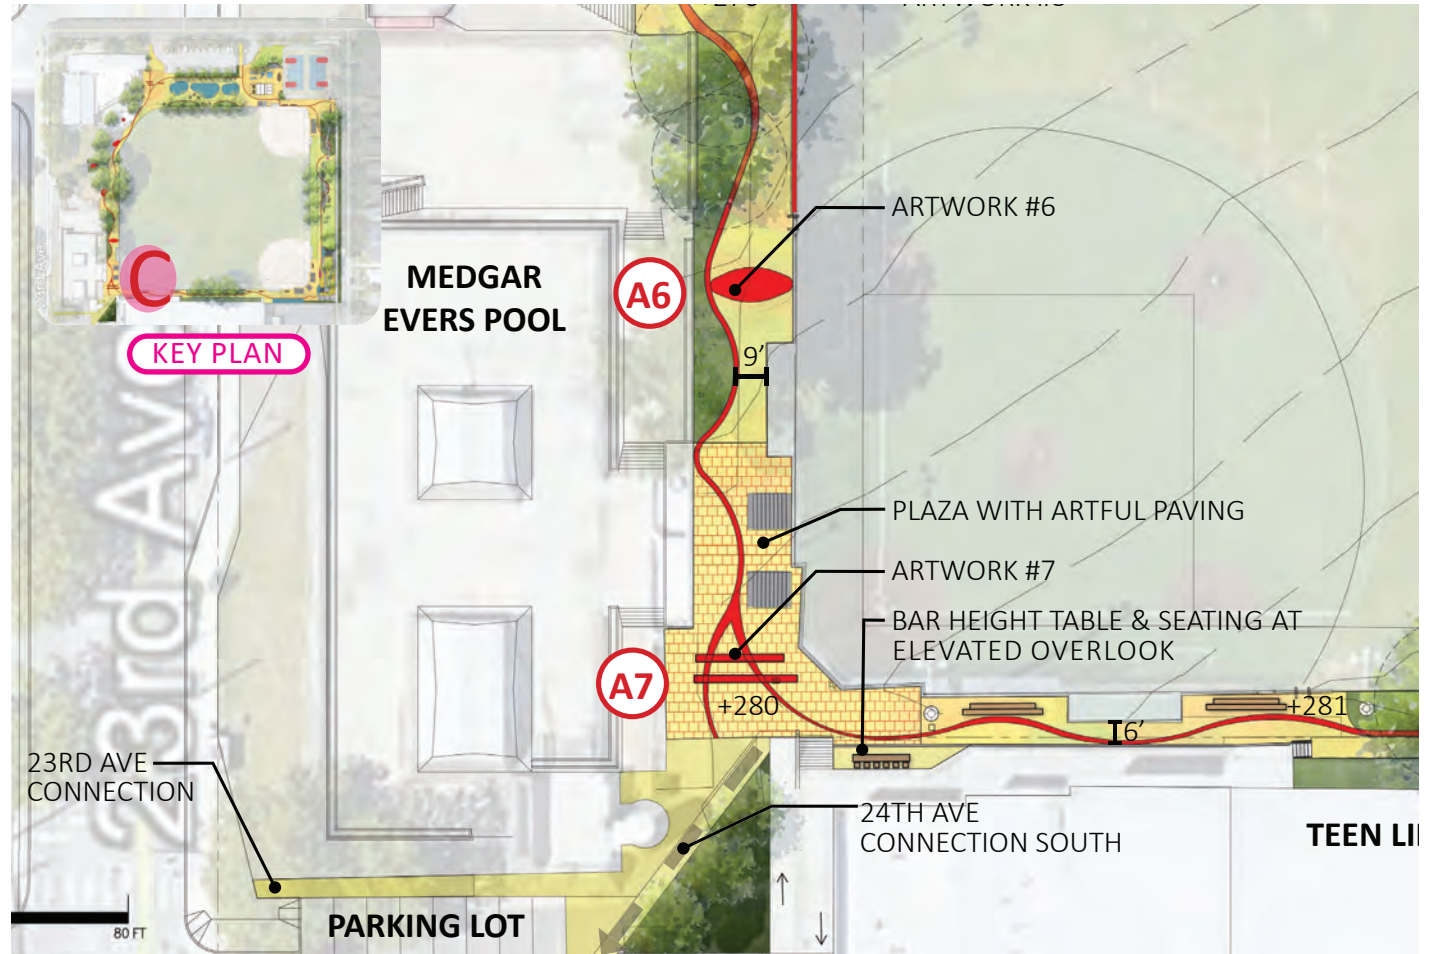 C
KEY PLAN
MEDGAR
EVERS POOL
A6
ARTWORK #6
9'
23rd Ave
PLAZA WITH ARTFUL PAVING
ARTWORK #7
BAR HEIGHT TABLE & SEATING AT
ELEVATED OVERLOOK
A7
+280
+281
6'
23RD AVE
CONNECTION
24TH AVE
CONNECTION SOUTH
TEEN LI
PARKING LOT
80 FT